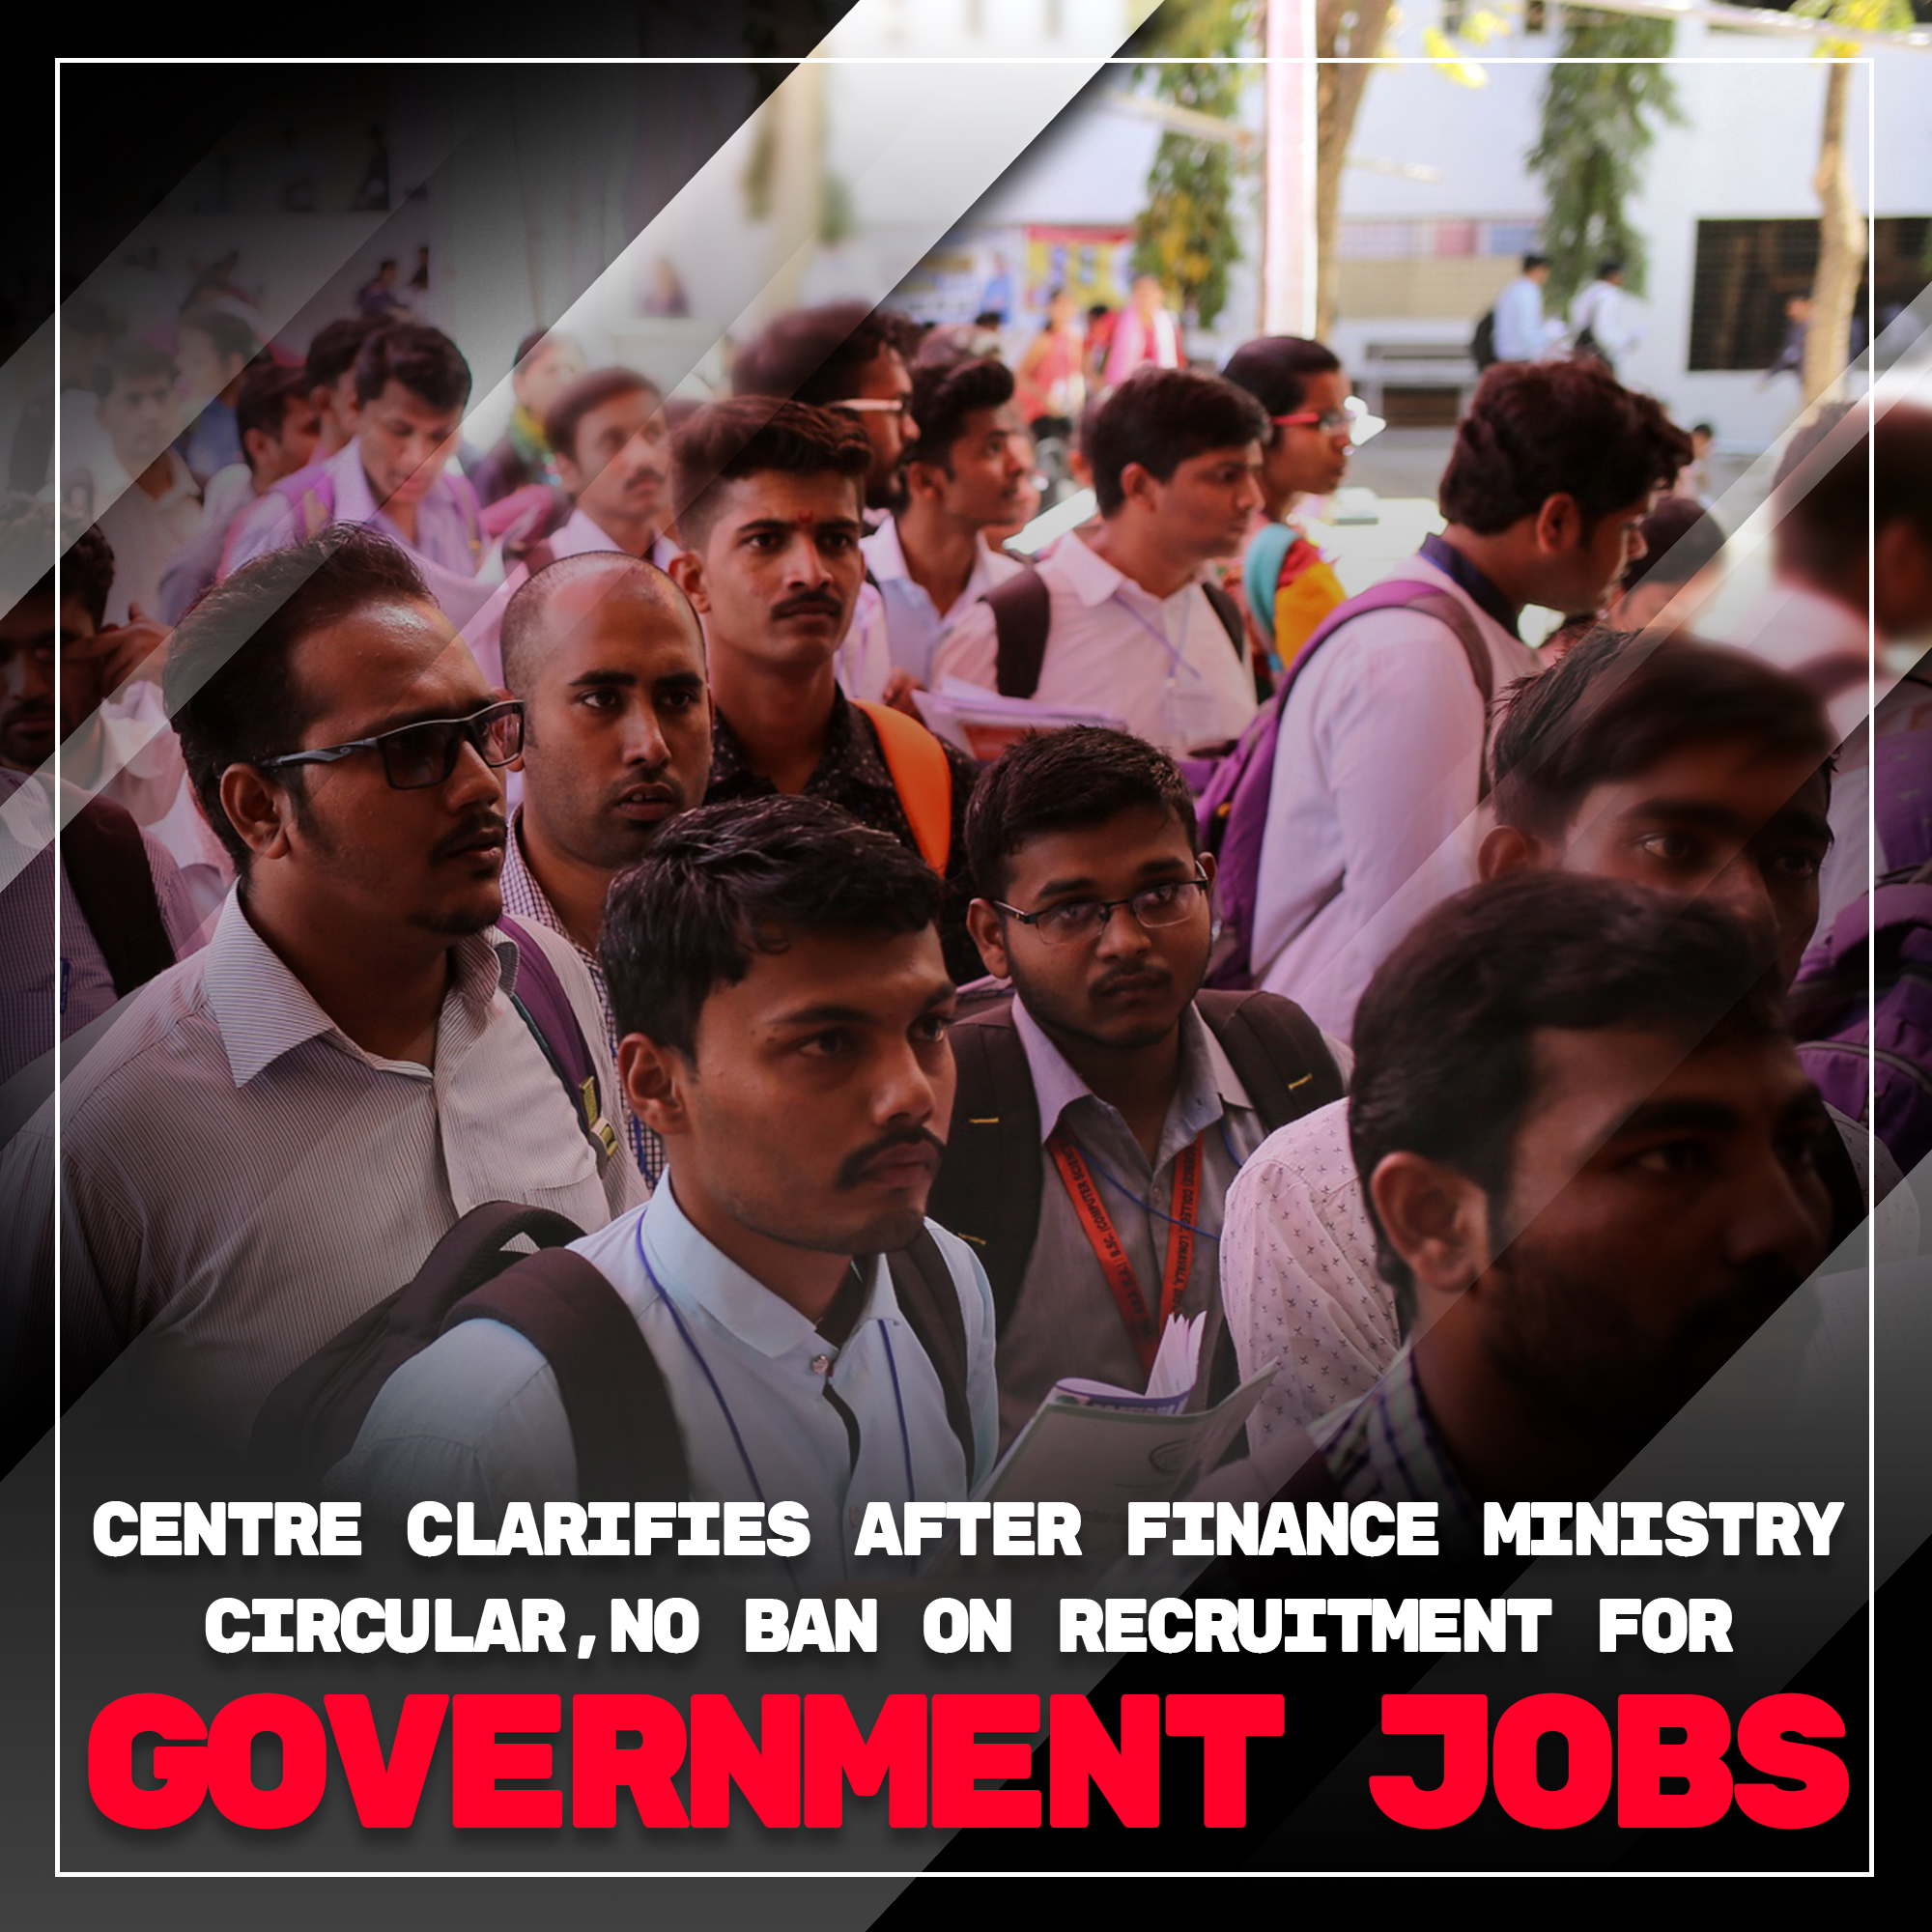 CENTRE CLARIFIES AFTER FINANCE MINISTRY
CIRCULAR,NO BAN ON RECRUITMENT FOR
GOVERNMENT JOBS